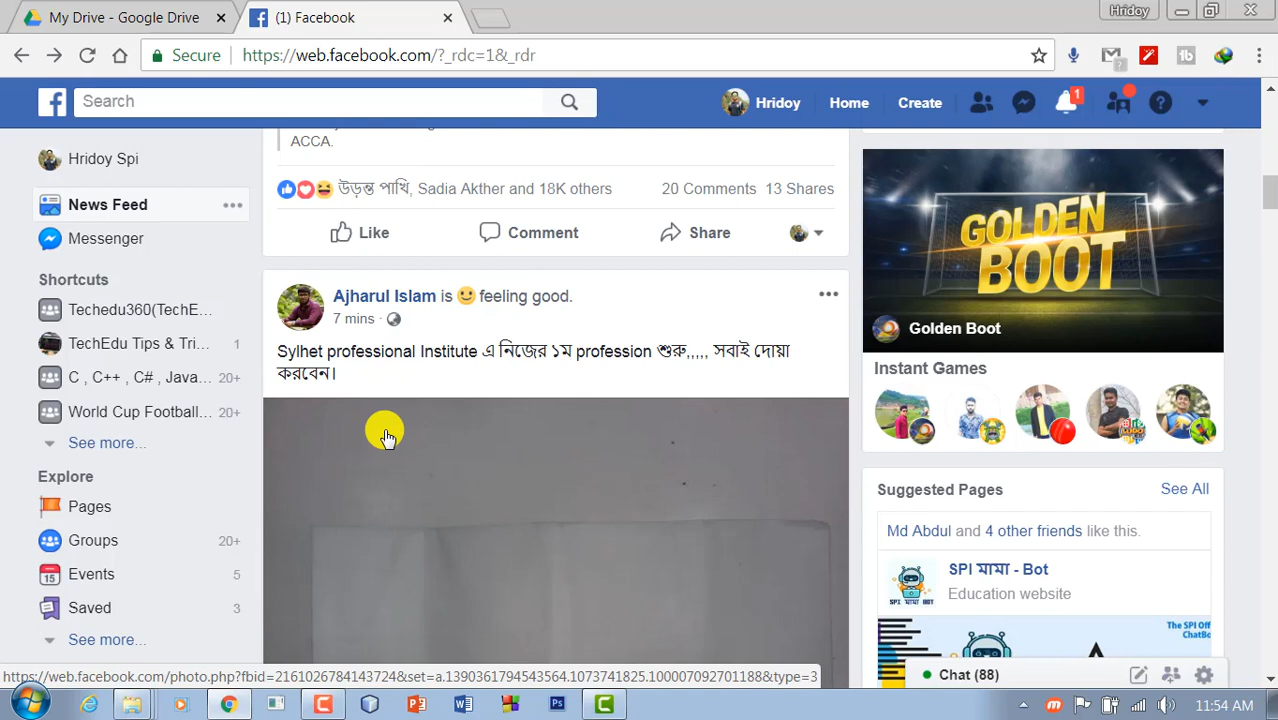 My Drive - Google Drive
(1) Facebook
Hridoy
Secure
https://web.facebook.com/?_rdc=1&_rdr
Search
Hridoy
Home
Create
1
Hridoy Spi
News Feed
Messenger
Shortcuts
Techedu360(TechE...
TechEdu Tips & Tri... 1
C , C++ , C# , Java... 20+
World Cup Football... 20+
See more...
Explore
Pages
Groups 20+
Events 5
Saved 3
See more...
ACCA.
উড়ন্ত পাখি, Sadia Akther and 18K others
20 Comments 13 Shares
Like Comment Share
Ajharul Islam is feeling good.
7 mins ·
Sylhet professional Institute এ নিজের ১ম profession শুরু,,,,, সবাই দোয়া
করবেন।
GOLDEN
BOOT
Golden Boot
Instant Games
Suggested Pages See All
Md Abdul and 4 other friends like this.
SPI মামা - Bot
Education website
SPI মামা
The SPI Off
ChatBo
Chat (88)
https://web.facebook.com/photo.php?fbid=2161026784143724&set=a.1390361794543564.1073741825.100007092701188&type=3
11:54 AM